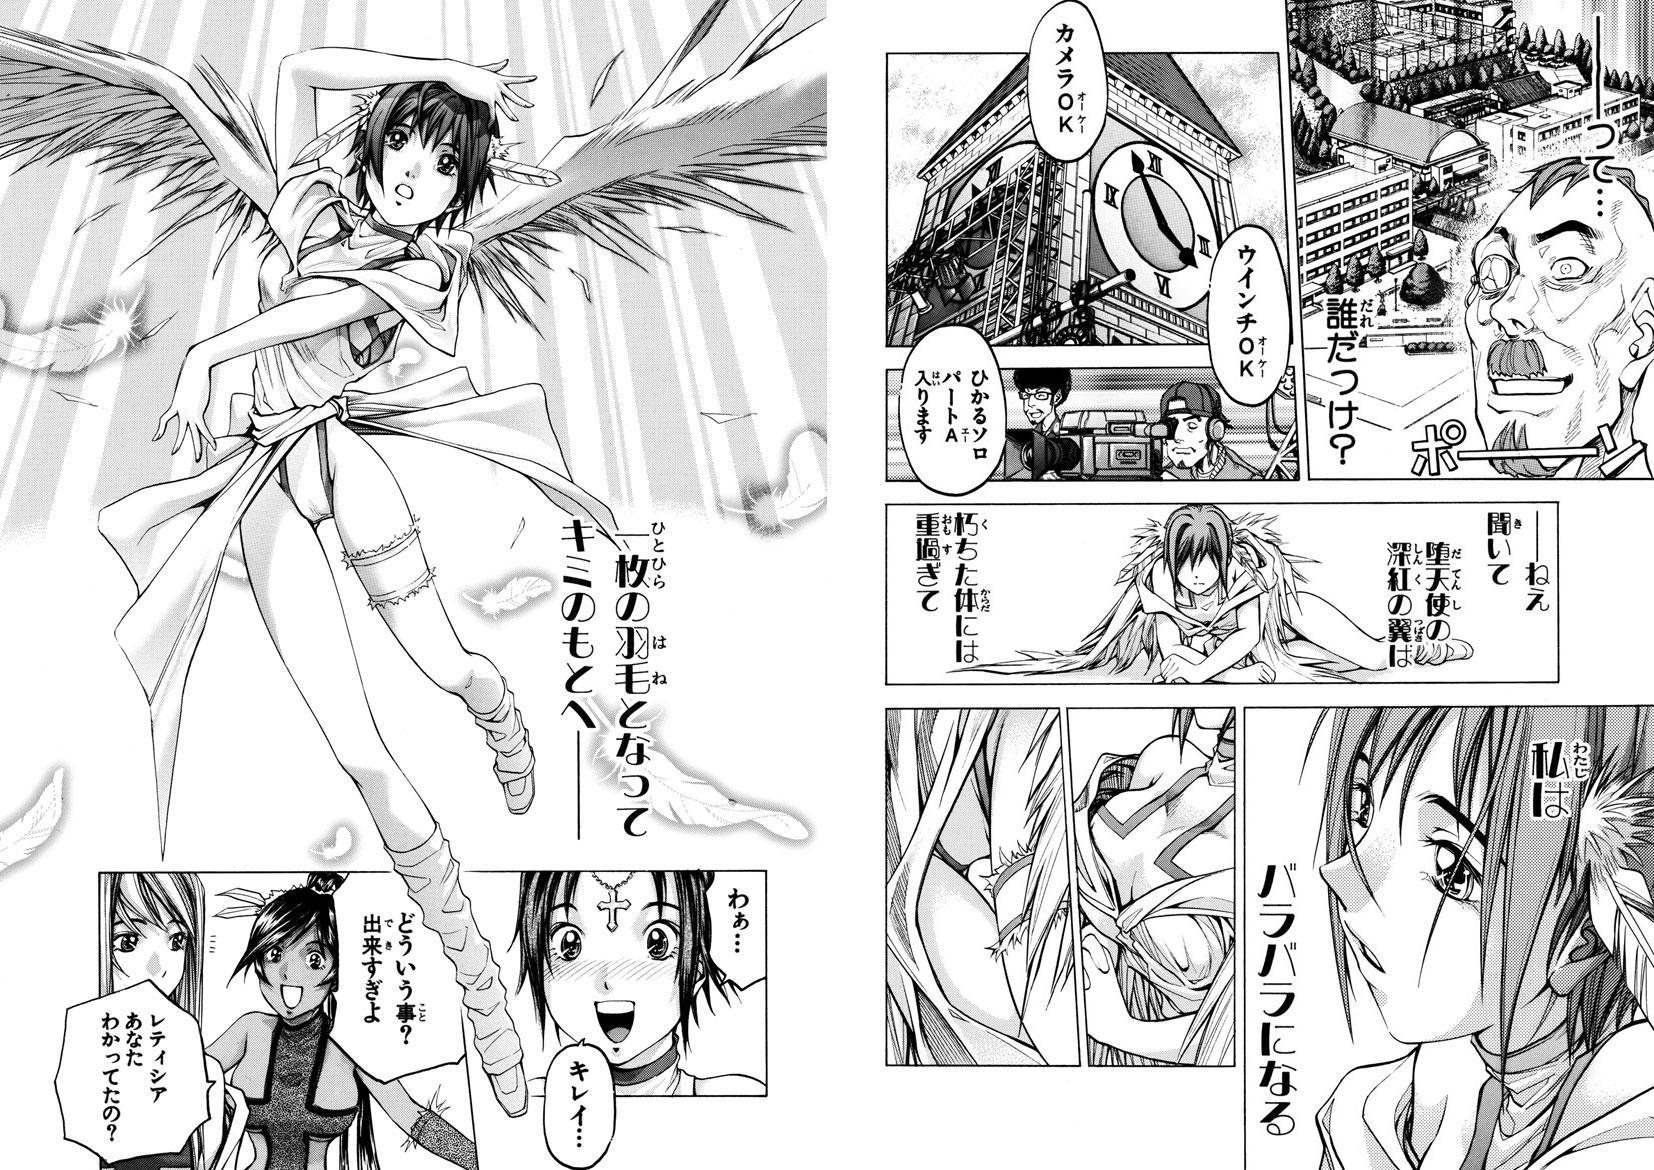 ――って…
誰だっけ？
ポーン
カメラOK
ウインチOK
ひかるソロ
パートA
入ります
――ねえ
聞いて
堕天使の
深紅の翼は
朽ちた体には
重過ぎて
私は
バラバラになる
一枚の羽毛となって
キミのもとへ――
わぁ…
キレイ…
どういう事？
出来すぎよ
レティシア
あなた
わかってたの？